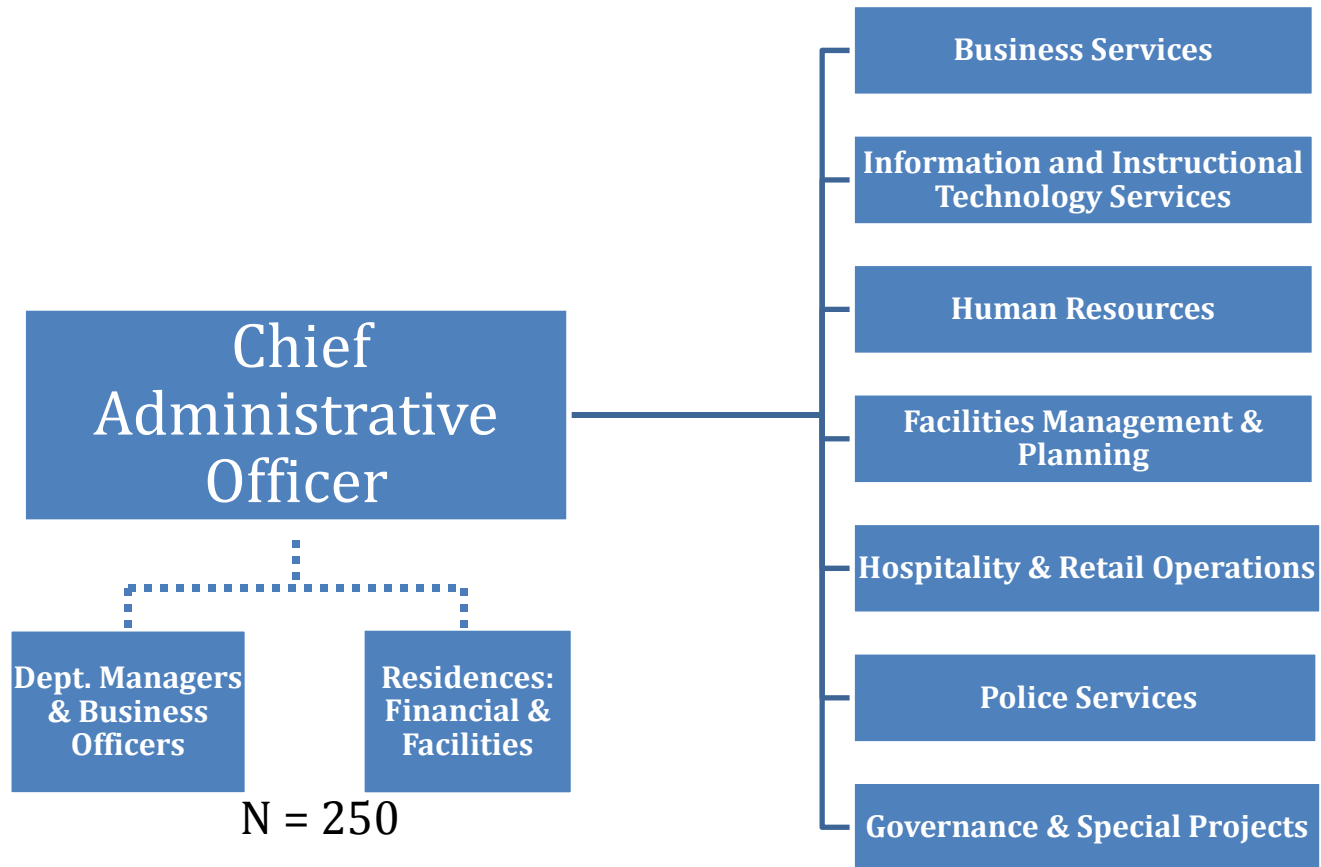 Chief
Administrative
Officer
Dept. Managers
& Business
Officers
Residences:
Financial &
Facilities
N = 250
Business Services
Information and Instructional
Technology Services
Human Resources
Facilities Management &
Planning
Hospitality & Retail Operations
Police Services
Governance & Special Projects